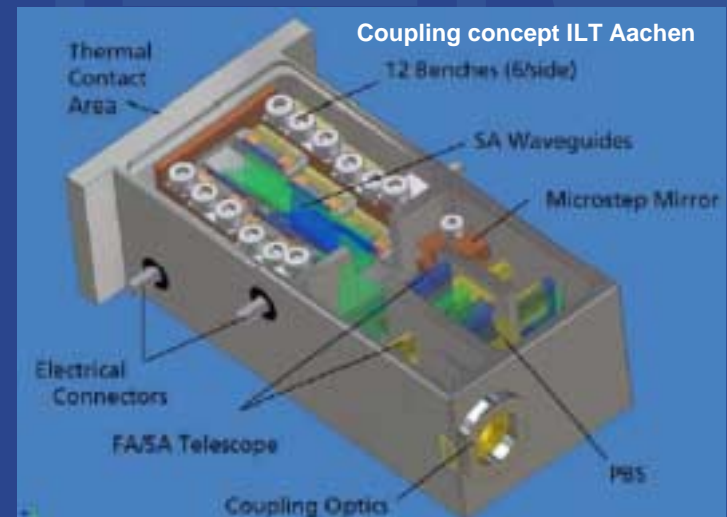 Coupling concept ILT Aachen
Thermal
Contact
Area
12 Benches (6/side)
SA Waveguides
Microstep Mirror
Electrical
Connectors
FA/SA Telescope
Coupling Optics
PBS